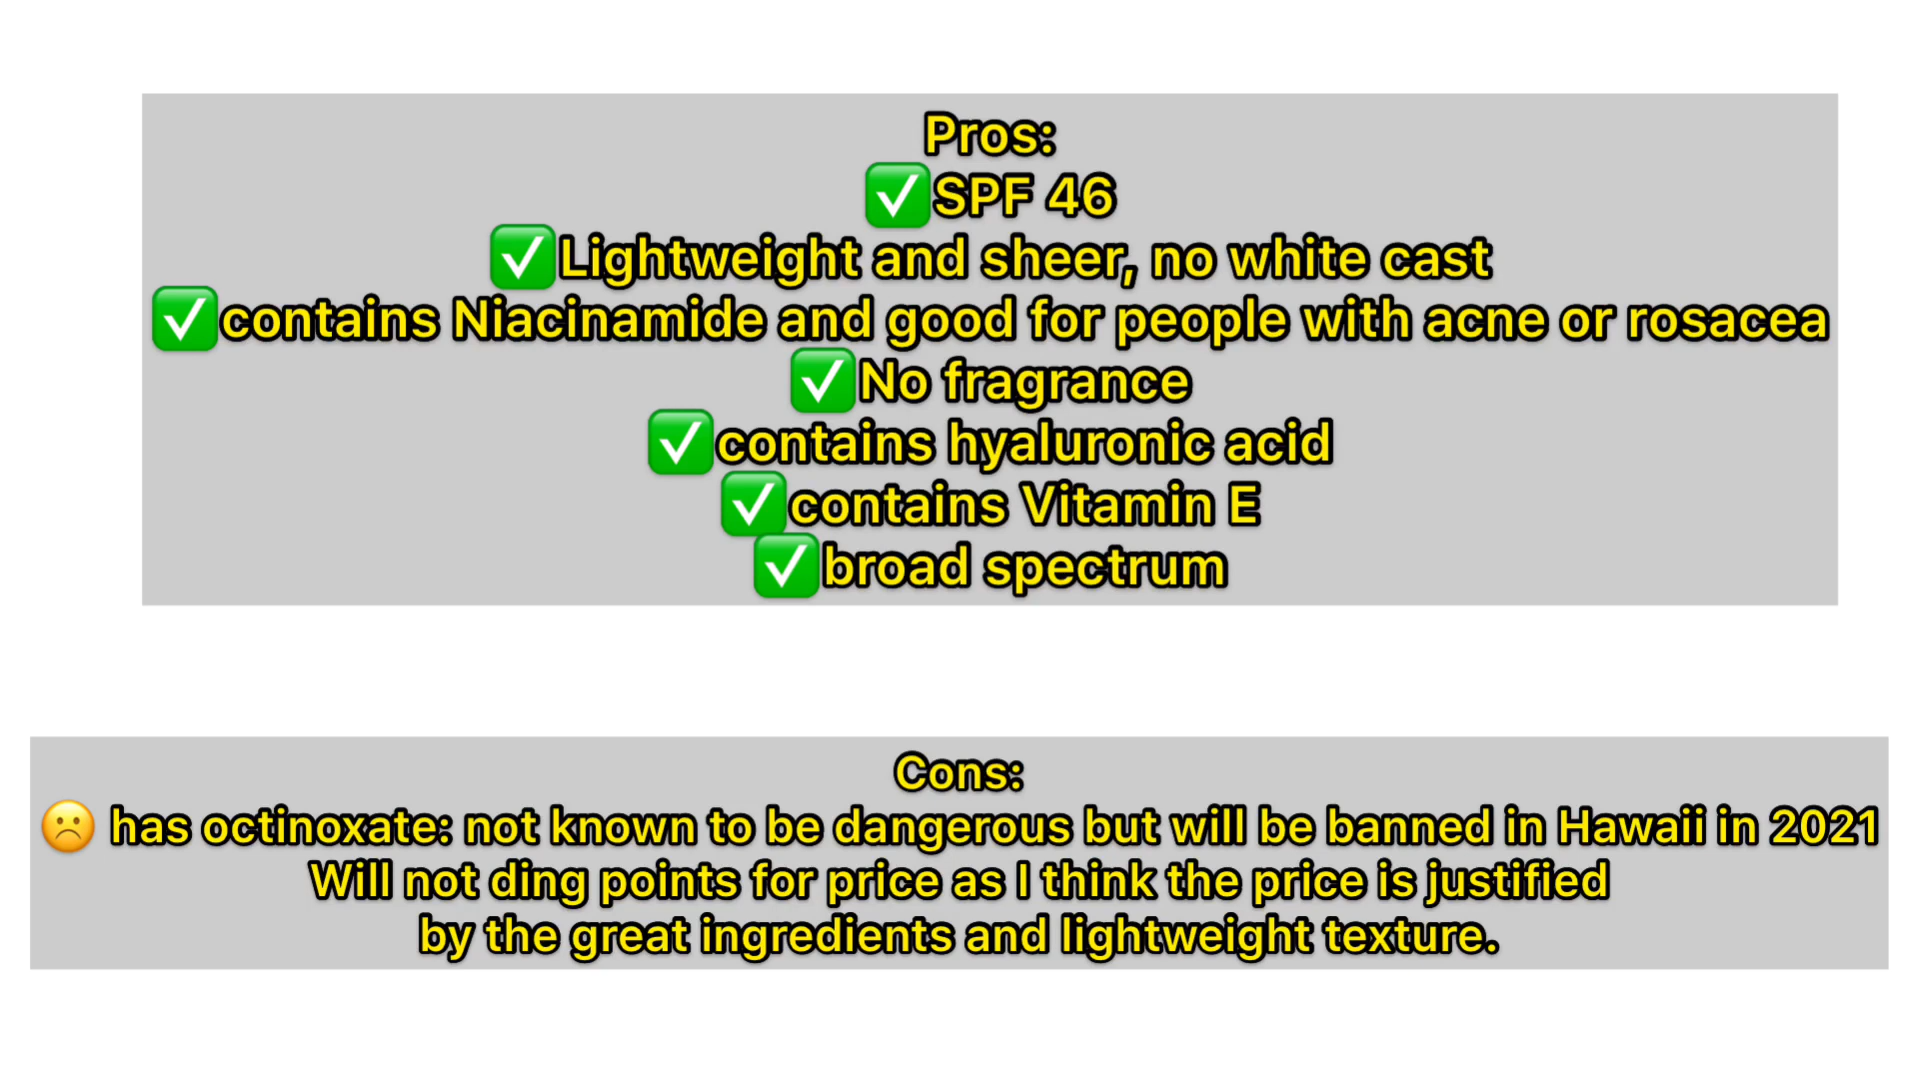 Pros:
✅SPF 46
✅Lightweight and sheer, no white cast
✅contains Niacinamide and good for people with acne or rosacea
✅No fragrance
✅contains hyaluronic acid
✅contains Vitamin E
✅broad spectrum
Cons:
☹️ has octinoxate: not known to be dangerous but will be banned in Hawaii in 2021
Will not ding points for price as I think the price is justified
by the great ingredients and lightweight texture.